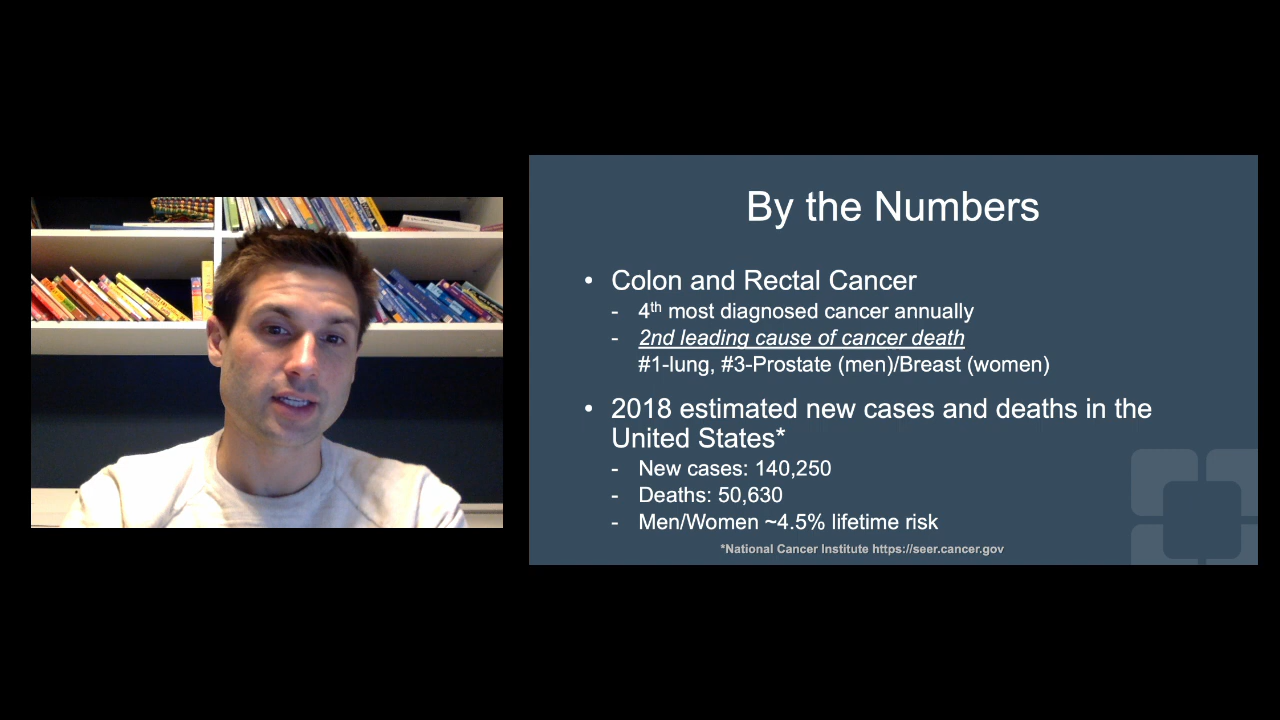 By the Numbers
• Colon and Rectal Cancer
- 4th most diagnosed cancer annually
- 2nd leading cause of cancer death
#1-lung, #3-Prostate (men)/Breast (women)
• 2018 estimated new cases and deaths in the
United States*
- New cases: 140,250
- Deaths: 50,630
- Men/Women ~4.5% lifetime risk
*National Cancer Institute https://seer.cancer.gov